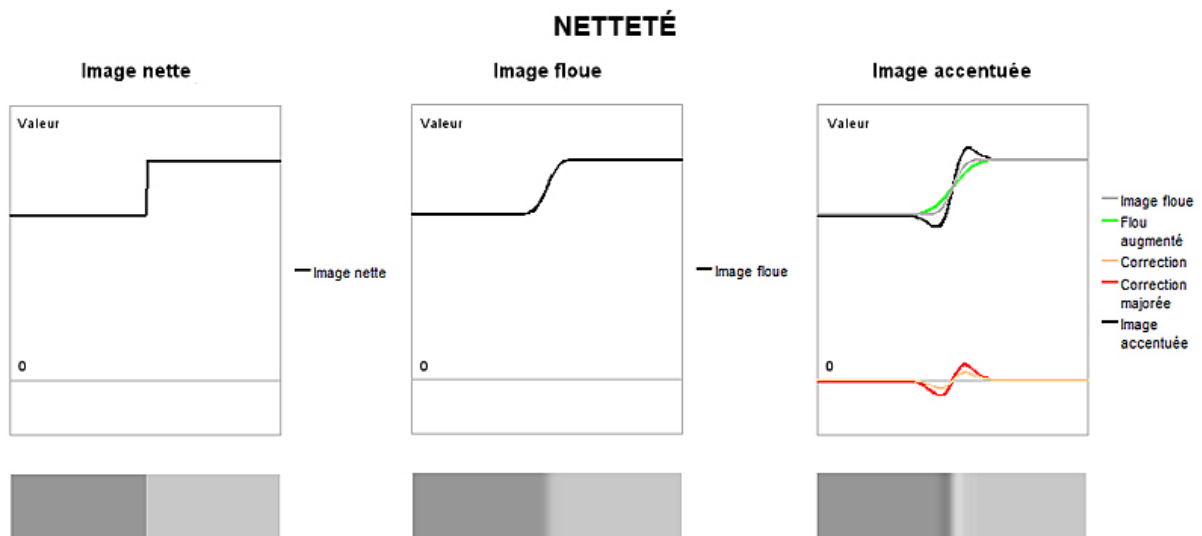 NETTETÉ
Image nette
Valeur
0
Image nette
Image floue
Valeur
0
Image floue
Image accentuée
Valeur
0
Image floue
Flou
augmenté
Correction
Correction
majorée
Image
accentuée